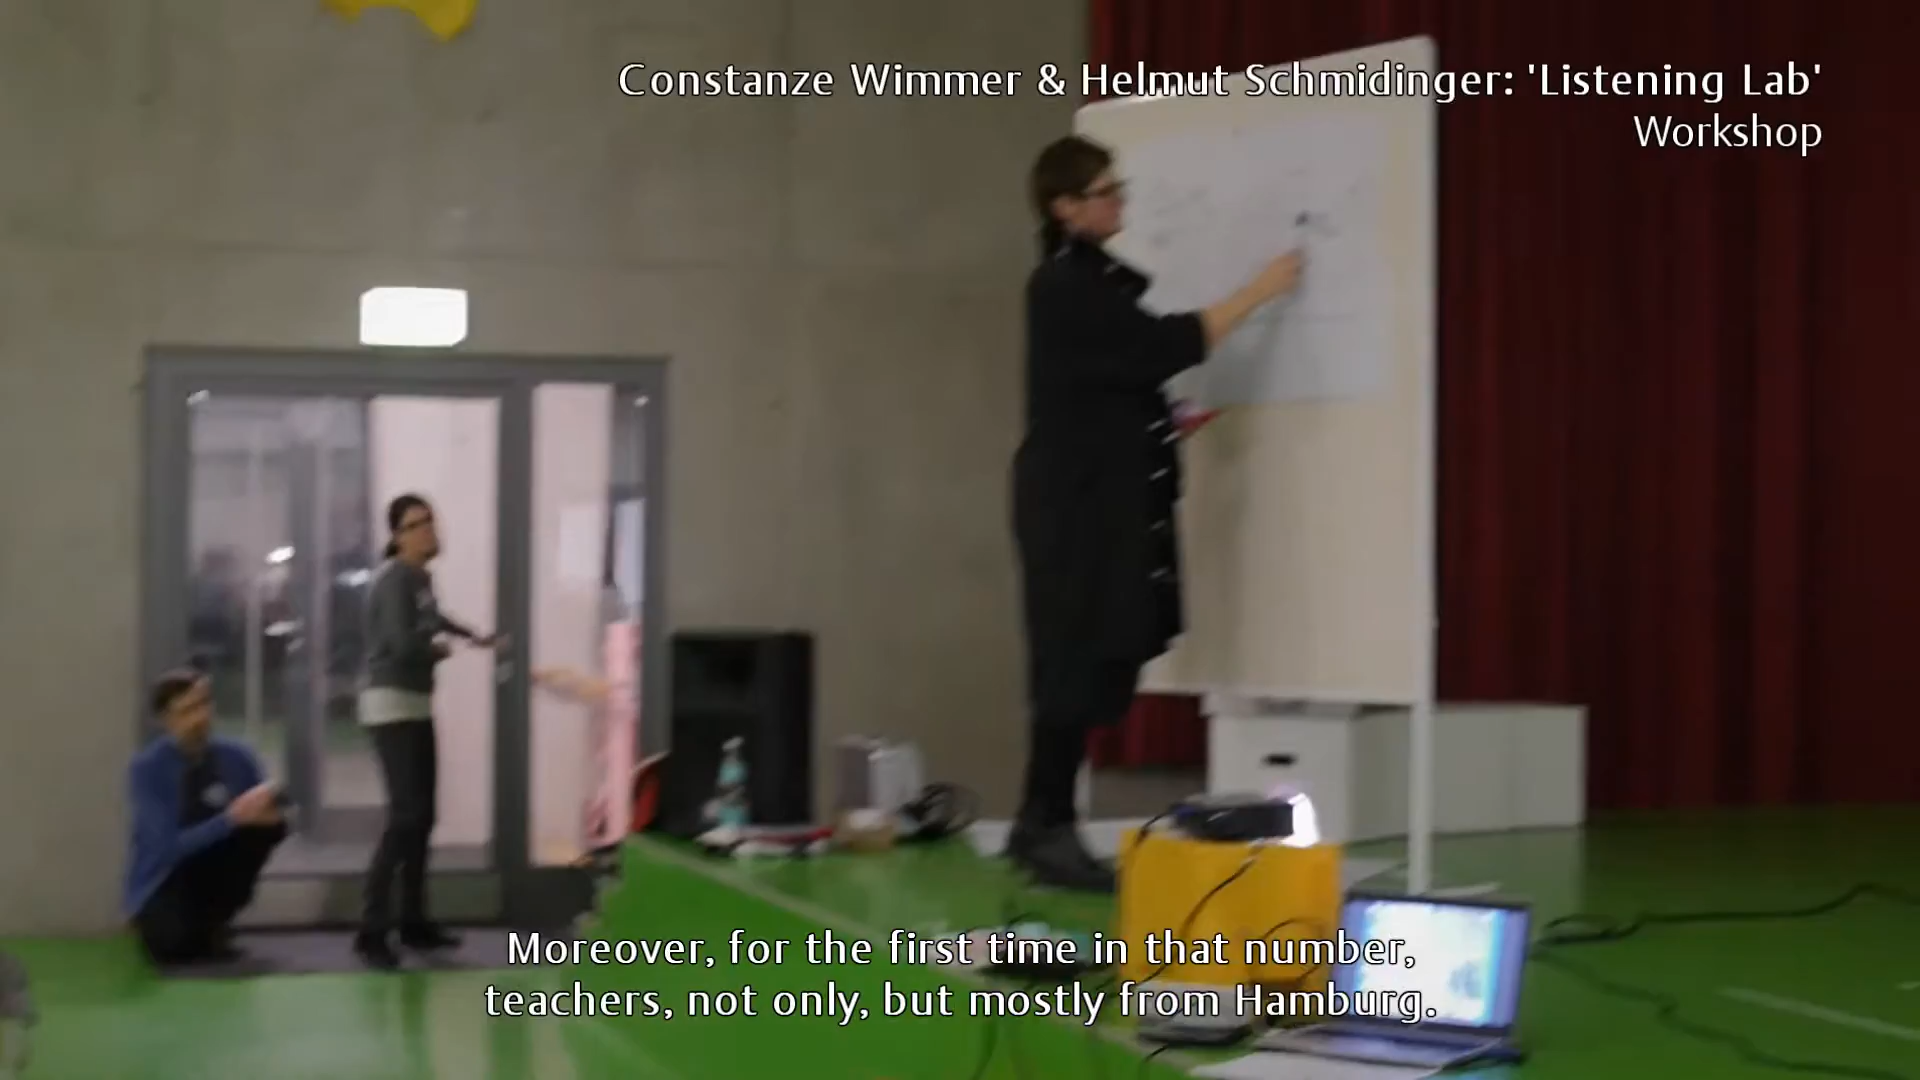 Constanze Wimmer & Helmut Schmidinger: 'Listening Lab'
Workshop
Moreover, for the first time in that number,
teachers, not only, but mostly from Hamburg.